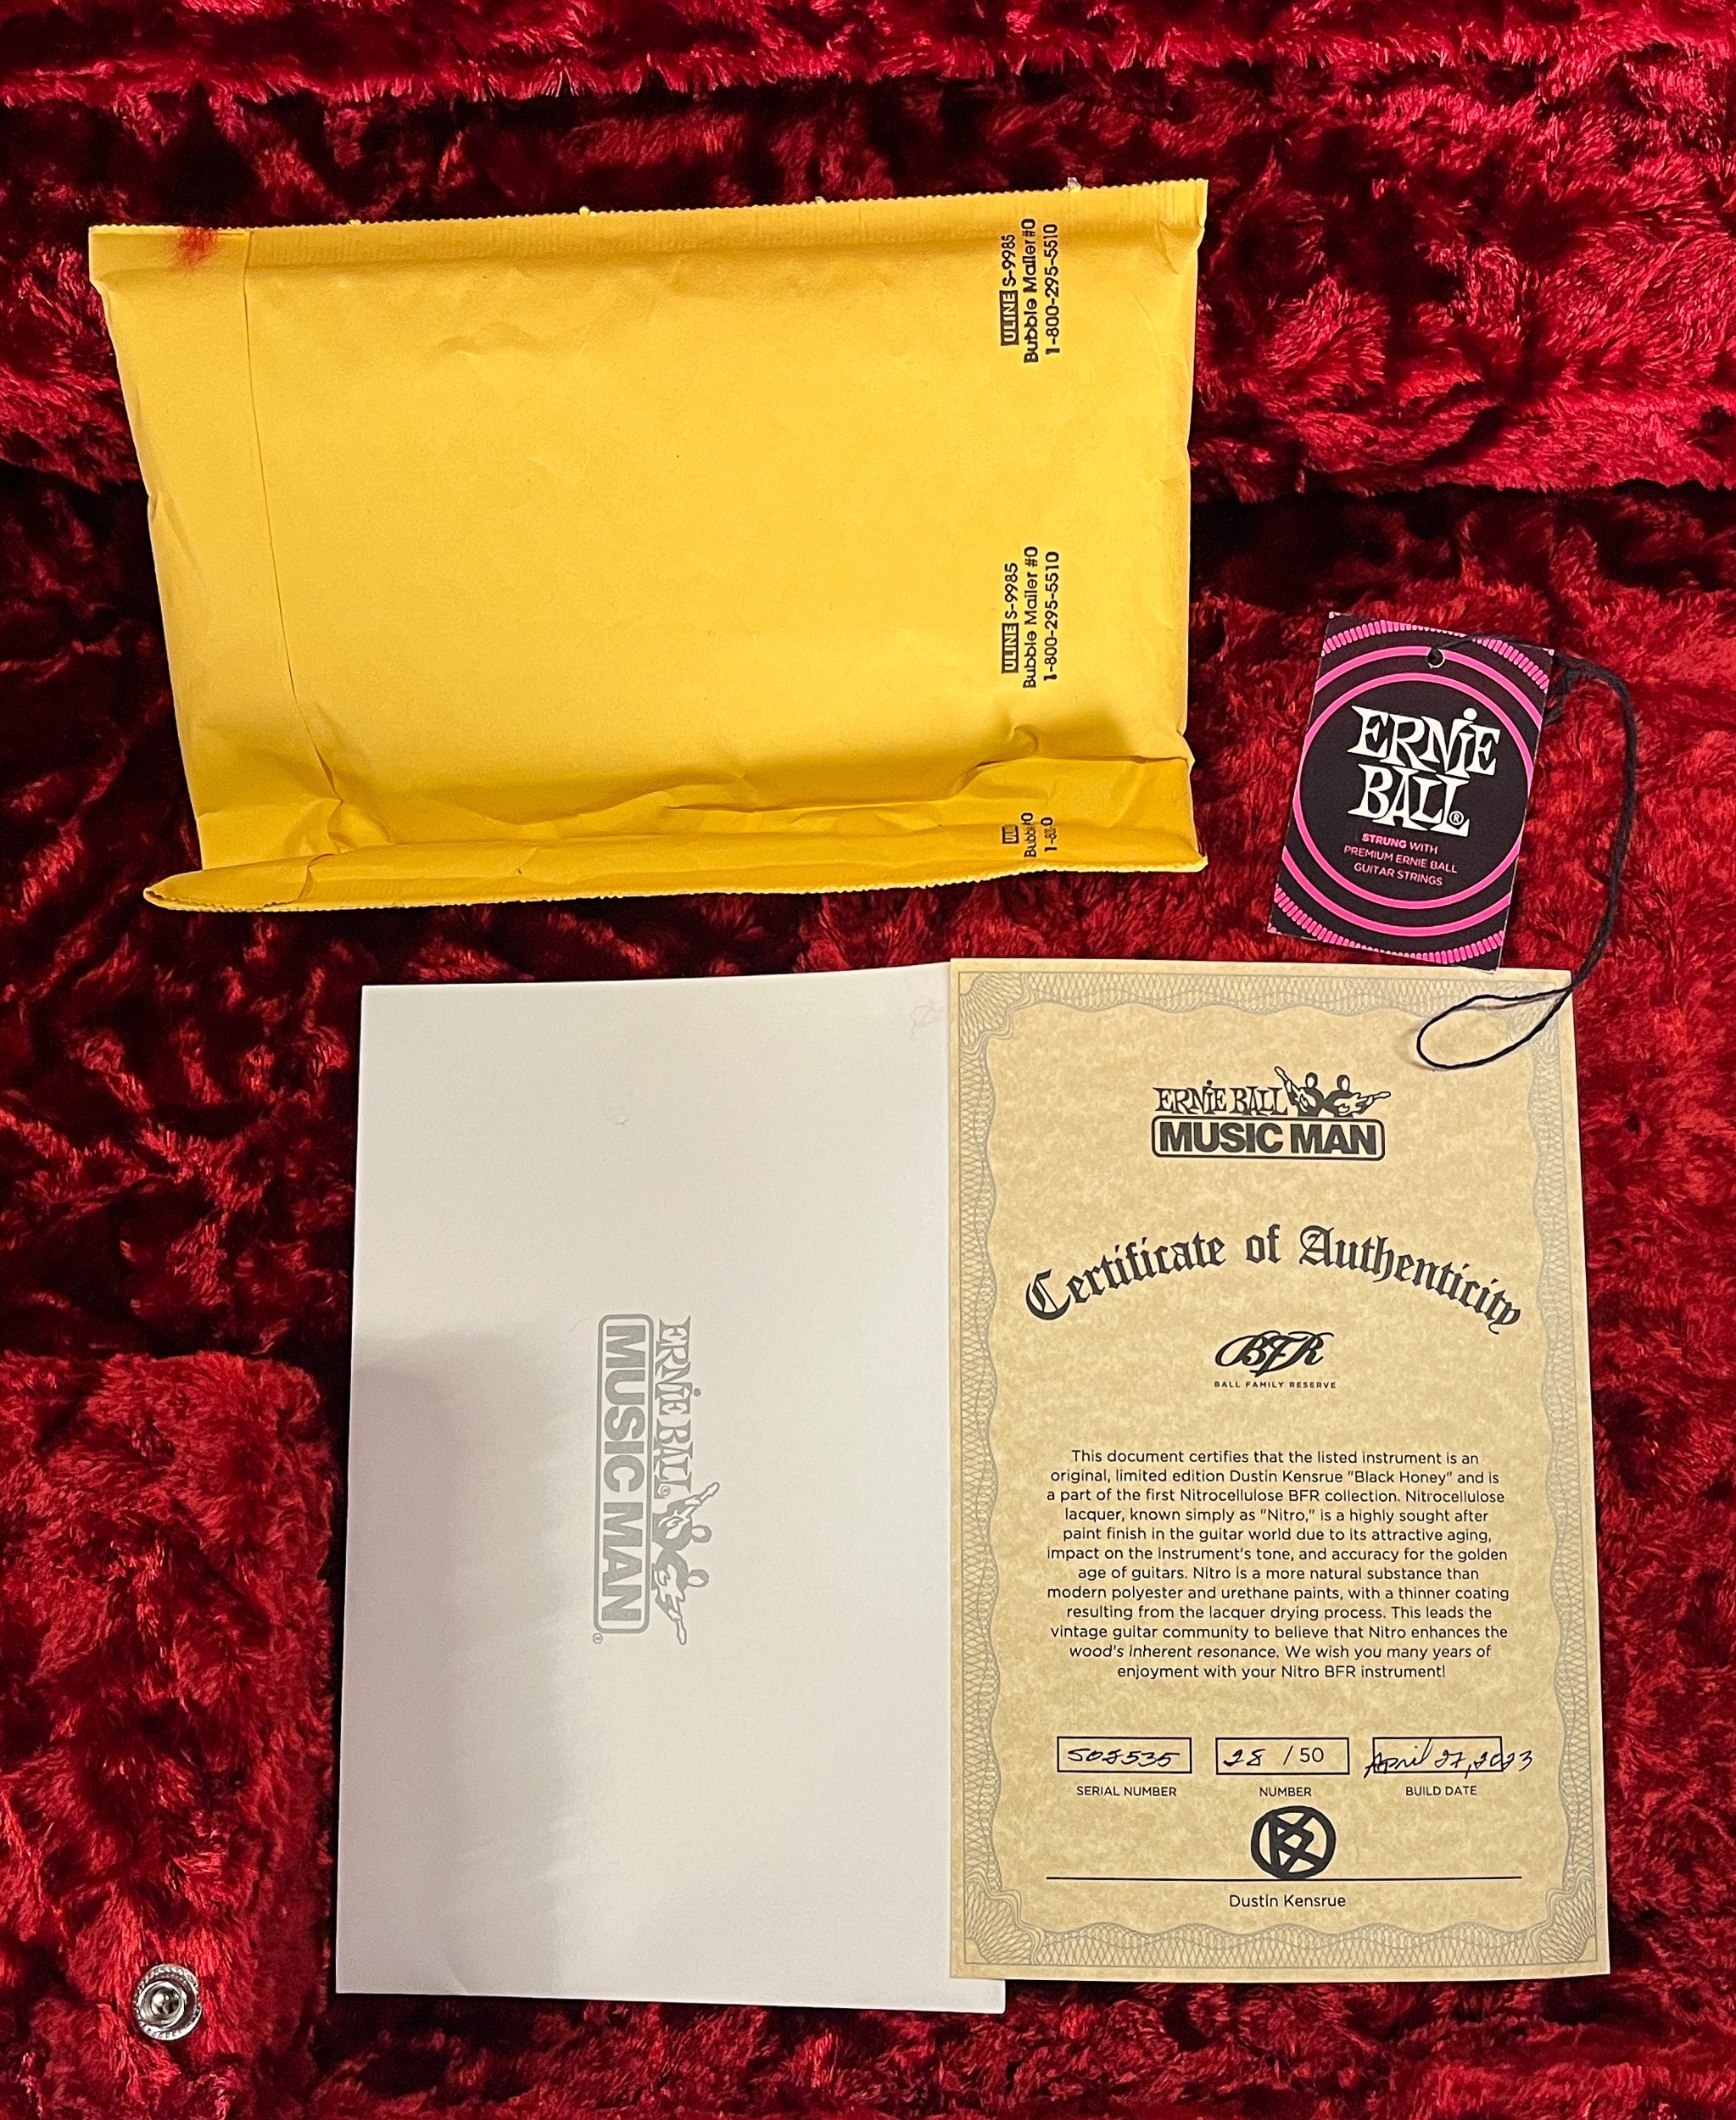 ULINE S-9985
Bubble Mailer #0
1-800-295-5510
ULINE S-9985
Bubble Mailer #0
1-800-295-5510
ERNIE
BALL®
STRUNG WITH
PREMIUM ERNIE BALL
GUITAR STRINGS
ERNIE BALL®
MUSIC MAN®
ERNIE BALL
MUSIC MAN
Certificate of Authenticity
BFR
BALL FAMILY RESERVE
This document certifies that the listed instrument is an
original, limited edition Dustin Kensrue "Black Honey" and is
a part of the first Nitrocellulose BFR collection. Nitrocellulose
lacquer, known simply as "Nitro," is a highly sought after
paint finish in the guitar world due to its attractive aging,
impact on the instrument's tone, and accuracy for the golden
age of guitars. Nitro is a more natural substance than
modern polyester and urethane paints, with a thinner coating
resulting from the lacquer drying process. This leads the
vintage guitar community to believe that Nitro enhances the
wood's inherent resonance. We wish you many years of
enjoyment with your Nitro BFR instrument!
S08535 28 / 50 April 27, 2023
SERIAL NUMBER NUMBER BUILD DATE
Dustin Kensrue